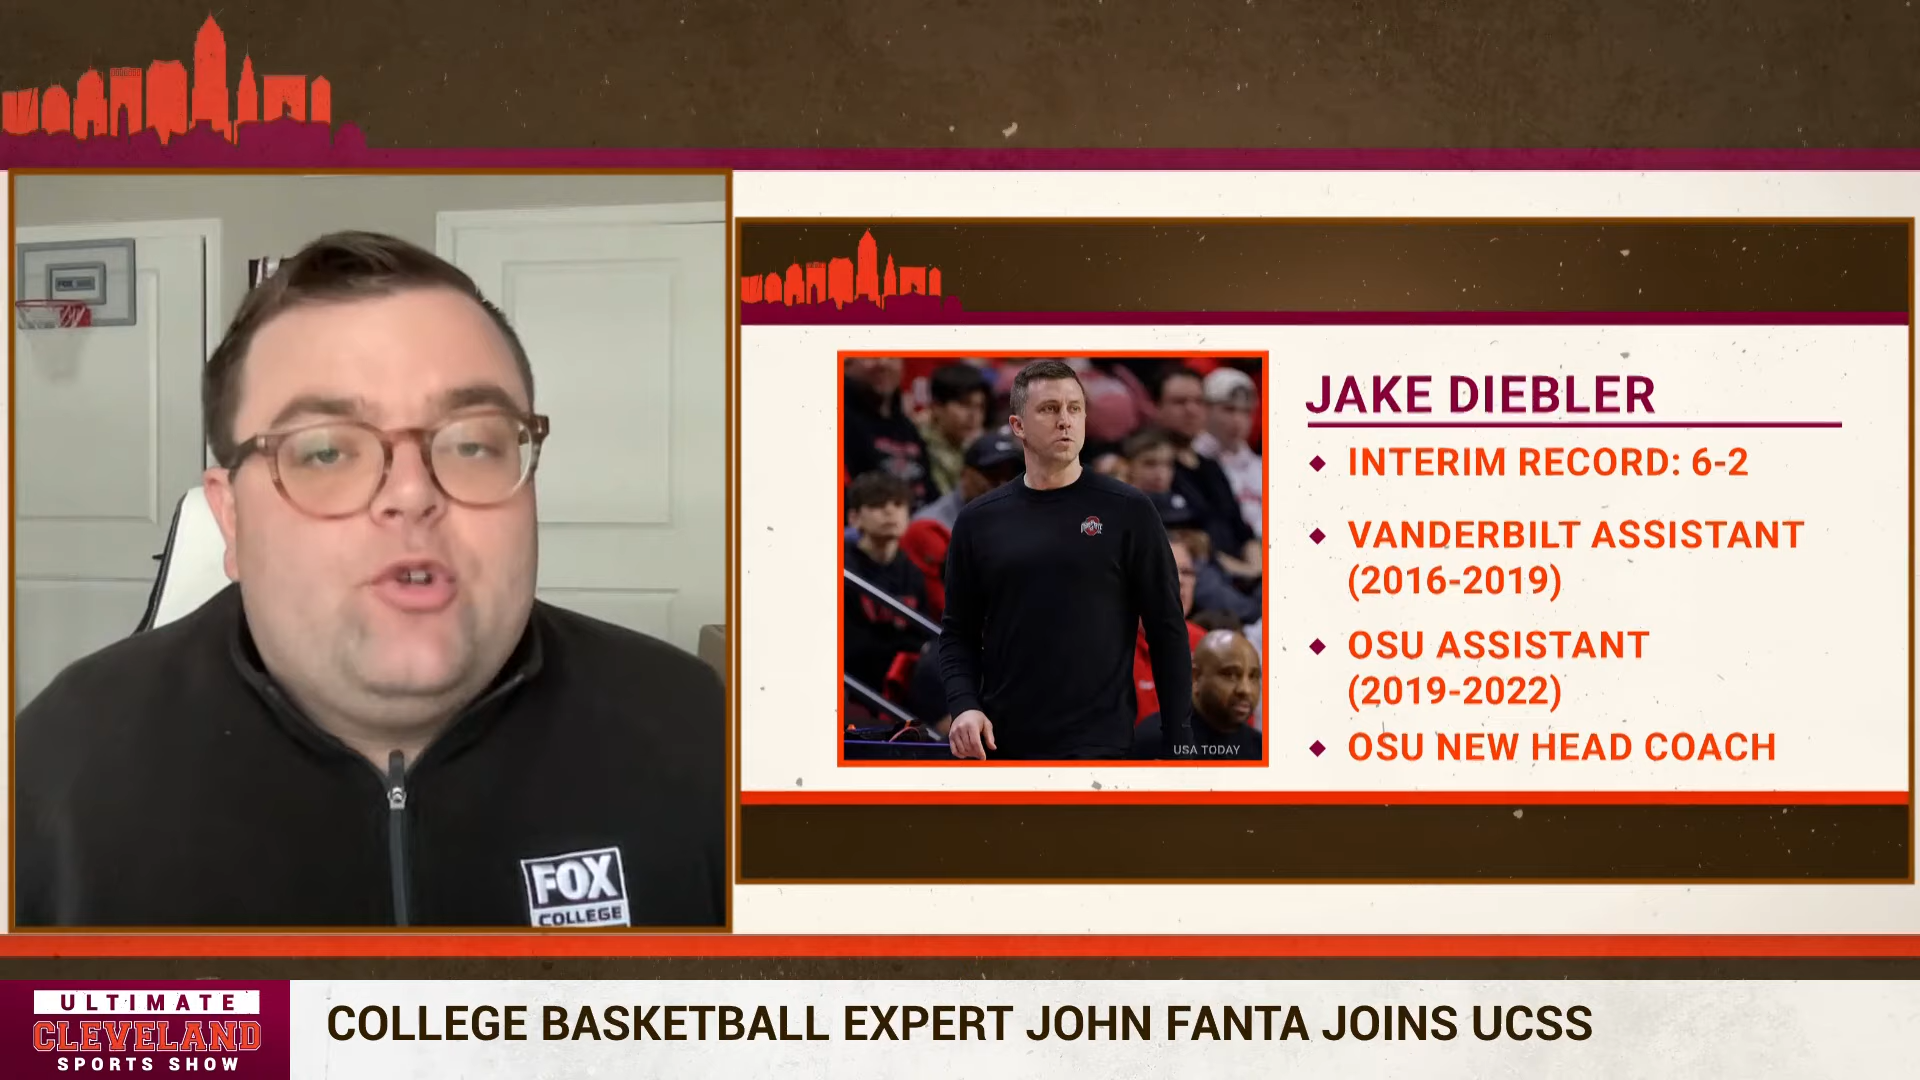 JAKE DIEBLER
INTERIM RECORD: 6-2
VANDERBILT ASSISTANT
(2016-2019)
OSU ASSISTANT
(2019-2022)
OSU NEW HEAD COACH
USA TODAY
FOX
COLLEGE
ULTIMATE
CLEVELAND
SPORTS SHOW
COLLEGE BASKETBALL EXPERT JOHN FANTA JOINS UCSS